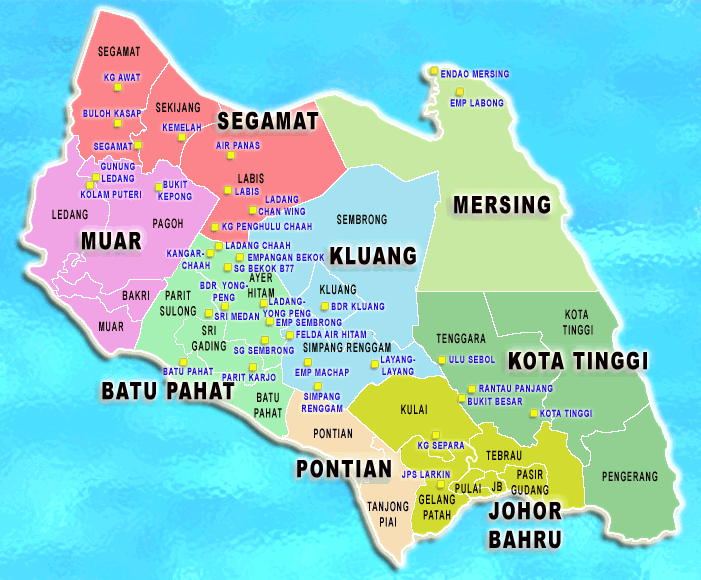 SEGAMAT
KG AWAT
BULOH KASAP
SEKIJANG
KEMELAH
SEGAMAT
SEGAMAT
AIR PANAS
LABIS
LABIS
LADANG
CHAN WING
KG PENGHULU CHAAH
ENDAO MERSING
EMP LABONG
MERSING
GUNUNG
LEDANG
KOLAM PUTERI
BUKIT
KEPONG
LEDANG
PAGOH
MUAR
BAKRI
MUAR
SEMBRONG
KLUANG
KLUANG
BDR KLUANG
SIMPANG RENGGAM
LAYANG-
LAYANG
EMP MACHAP
SIMPANG
RENGGAM
LADANG CHAAH
KANGAR-
CHAAH
EMPANGAN BEKOK
SG BEKOK B77
AYER
HITAM
BDR YONG-
PENG
LADANG-
YONG PENG
PARIT
SULONG
SRI MEDAN
EMP SEMBRONG
FELDA AIR HITAM
SRI
GADING
SG SEMBRONG
BATU PAHAT
PARIT KARJO
BATU PAHAT
BATU
PAHAT
KOTA
TINGGI
TENGGARA
ULU SEBOL
KOTA TINGGI
RANTAU PANJANG
BUKIT BESAR
KOTA TINGGI
PENGERANG
PONTIAN
PONTIAN
TANJONG
PIAI
KULAI
KG SEPARA
TEBRAU
JPS LARKIN
PULAI
JB
PASIR
GUDANG
GELANG
PATAH
JOHOR
BAHRU